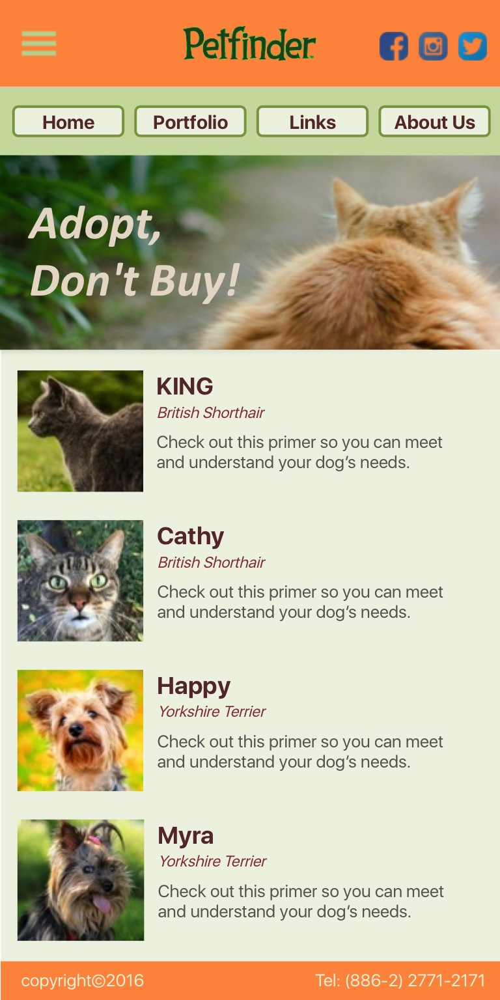 Petfinder
Home
Portfolio
Links
About Us
Adopt,
Don't Buy!
KING
British Shorthair
Check out this primer so you can meet
and understand your dog’s needs.
Cathy
British Shorthair
Check out this primer so you can meet
and understand your dog’s needs.
Happy
Yorkshire Terrier
Check out this primer so you can meet
and understand your dog’s needs.
Myra
Yorkshire Terrier
Check out this primer so you can meet
and understand your dog’s needs.
copyright©2016
Tel: (886-2) 2771-2171